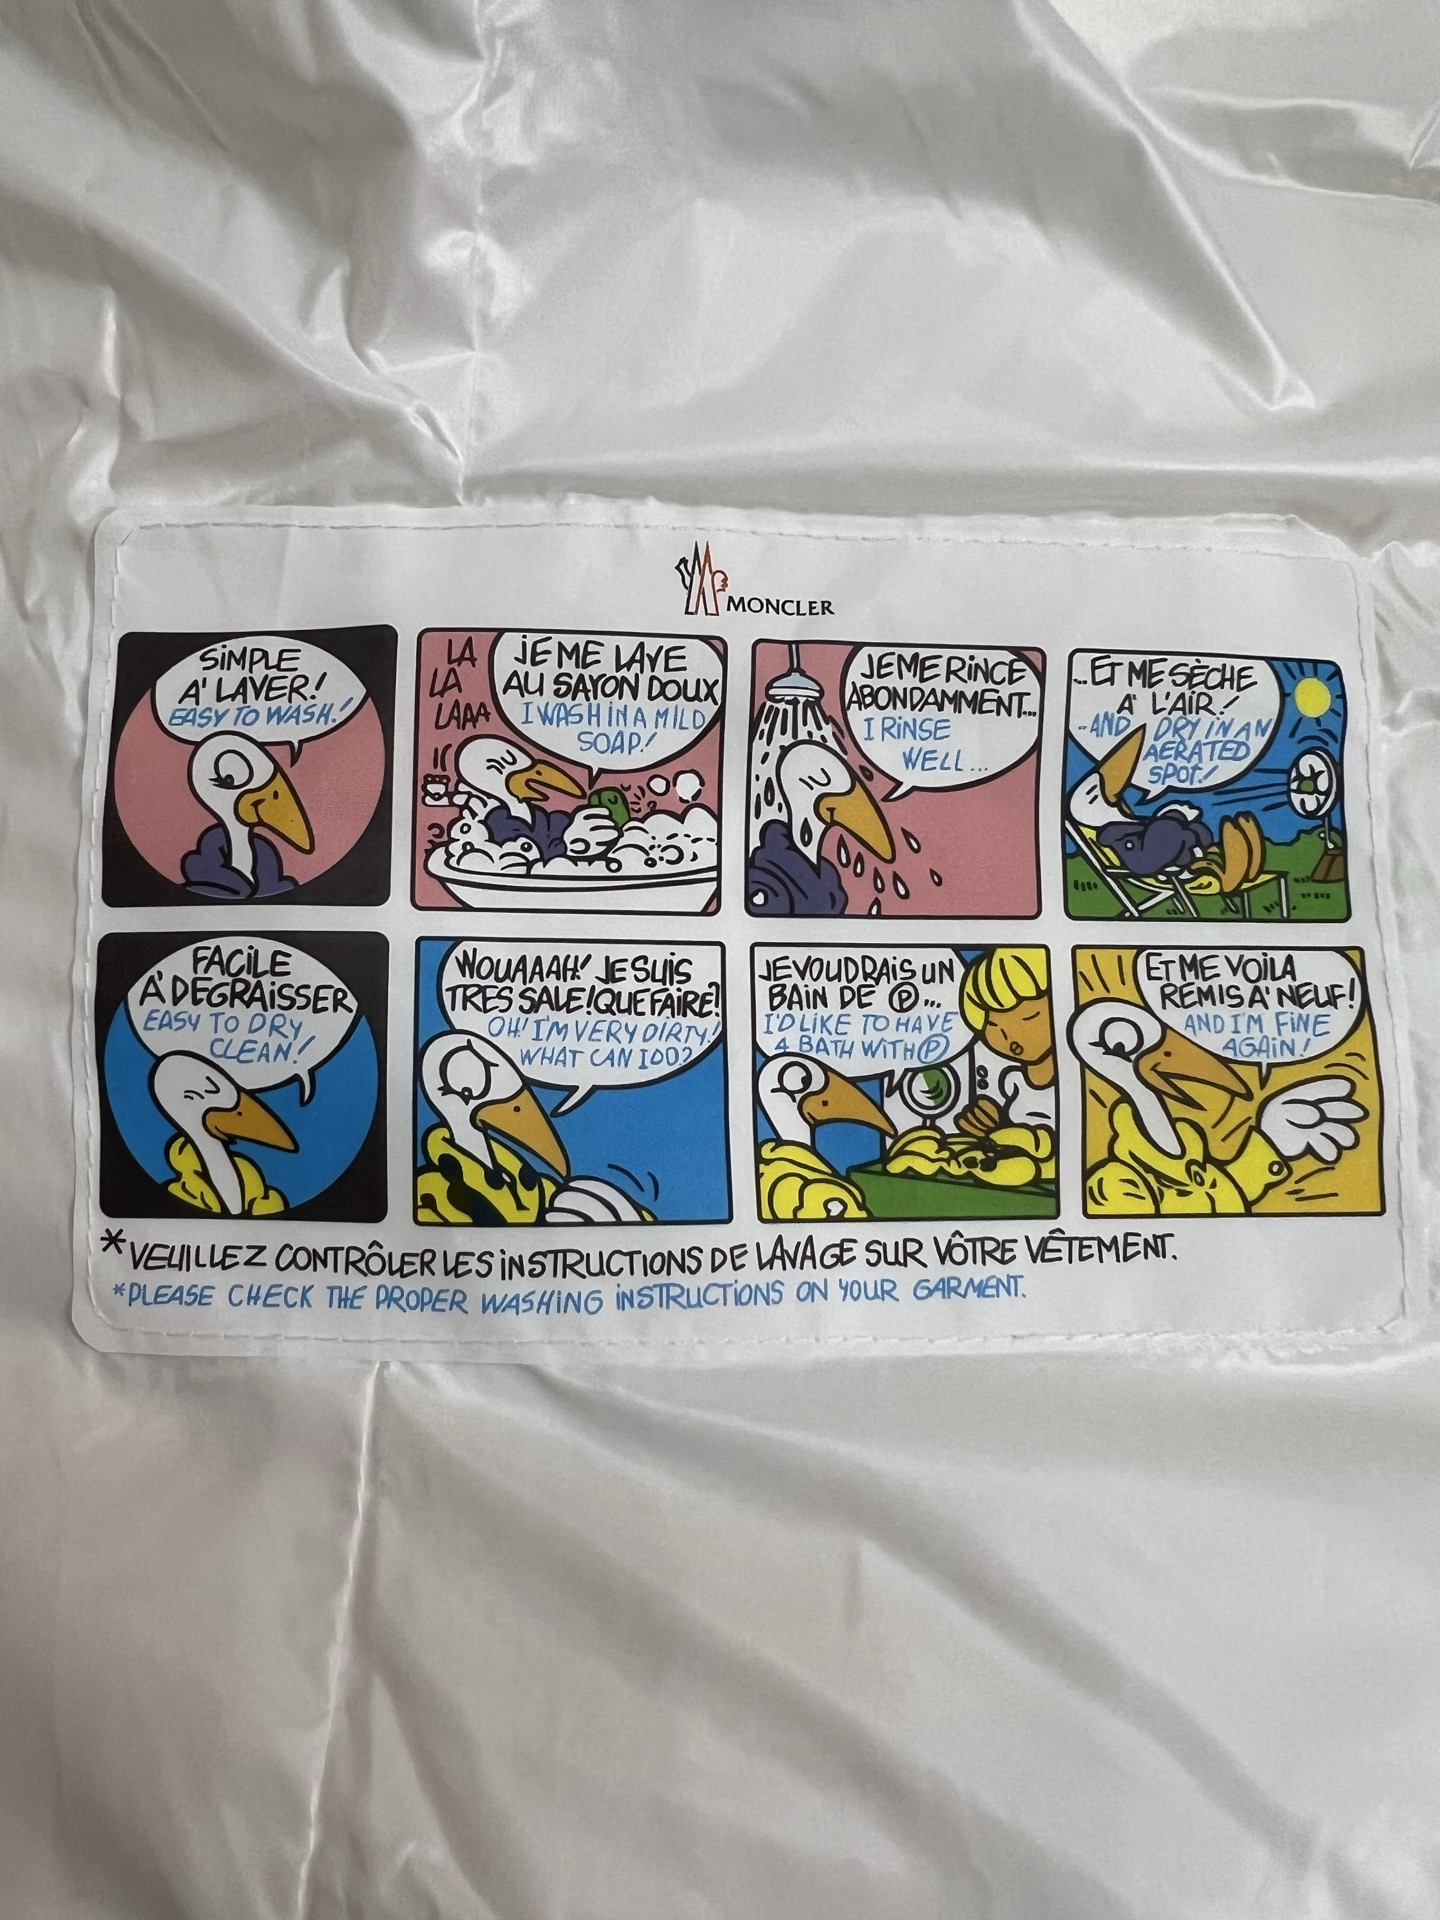 MONCLER
SIMPLE
A' LAVER!
EASY TO WASH!
LA
LA
LAAA
JE ME LAVE
AU SAVON DOUX
I WASH IN A MILD
SOAP!
JE ME RINCE
ABONDAMMENT...
I RINSE
WELL...
...ET ME SÈCHE
A' L'AIR!
-AND DRY IN AN
AERATED
SPOT!
FACILE
A' DEGRAISSER
EASY TO DRY
CLEAN!
WOUAAAH! JE SUIS
TRES SALE! QUE FAIRE?
OH! I'M VERY DIRTY!
WHAT CAN I DO?
JE VOUDRAIS UN
BAIN DE Ⓟ...
I'D LIKE TO HAVE
A BATH WITH Ⓟ
ET ME VOILA
REMIS A' NEUF!
AND I'M FINE
AGAIN!
*VEUILLEZ CONTRÔLER LES INSTRUCTIONS DE LAVAGE SUR VÔTRE VÊTEMENT.
*PLEASE CHECK THE PROPER WASHING INSTRUCTIONS ON YOUR GARMENT.